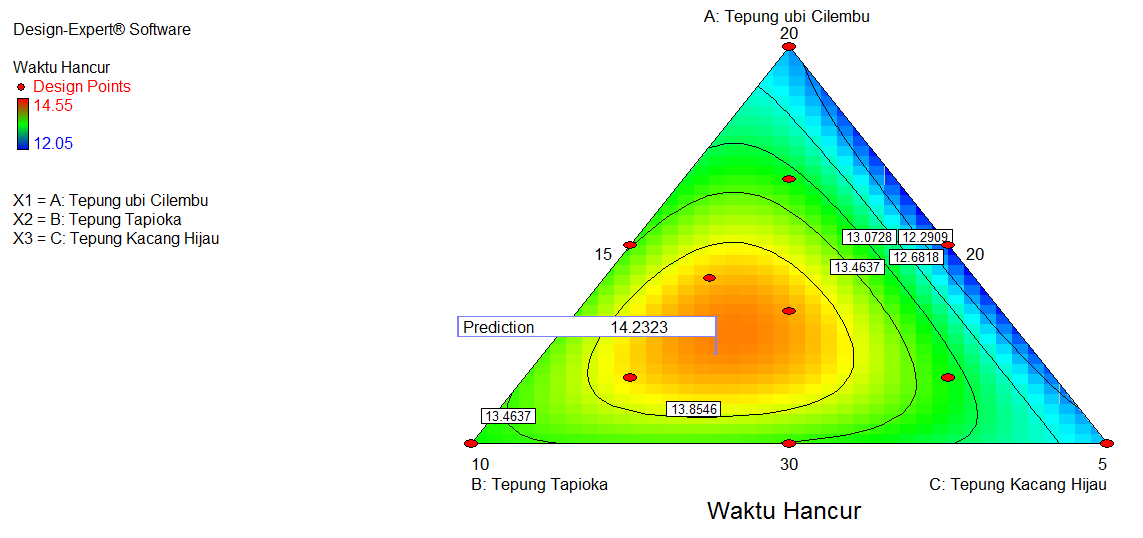 Design-Expert® Software
Waktu Hancur
Design Points
14.55
12.05
X1 = A: Tepung ubi Cilembu
X2 = B: Tepung Tapioka
X3 = C: Tepung Kacang Hijau
A: Tepung ubi Cilembu
20
13.0728
12.2909
15
20
12.6818
13.4637
Prediction 14.2323
13.8546
13.4637
10
30
5
B: Tepung Tapioka
C: Tepung Kacang Hijau
Waktu Hancur